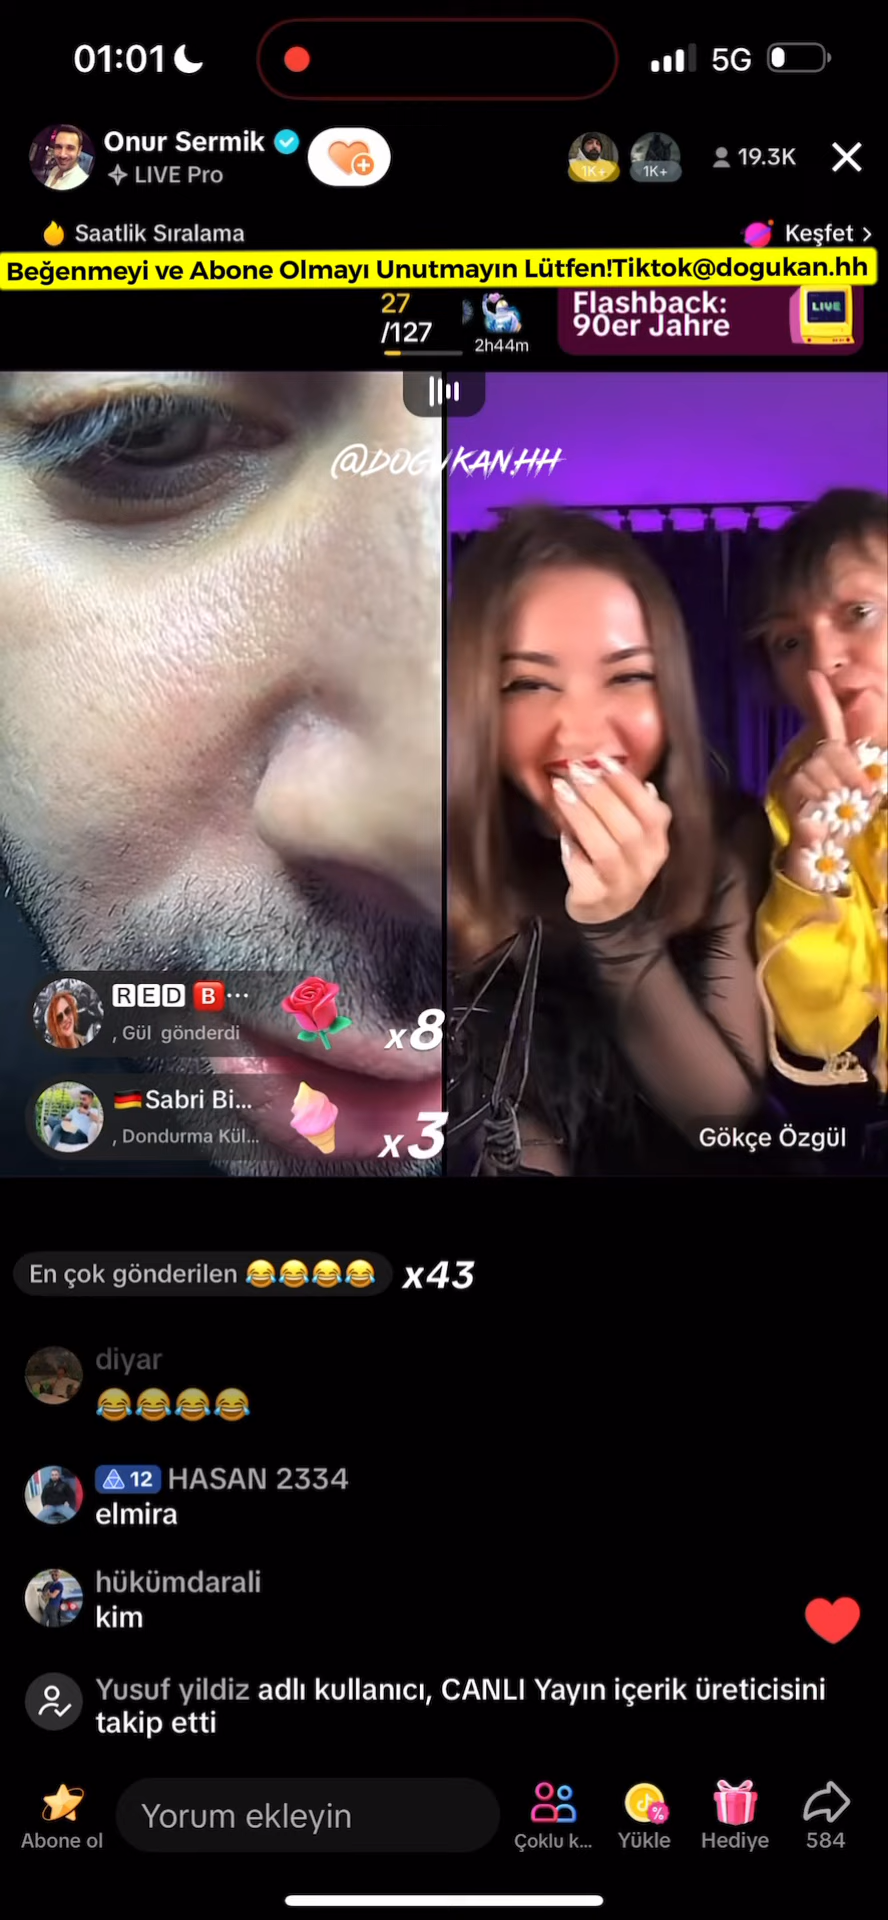 01:01
5G
Onur Sermik
LIVE Pro
1K+
1K+
19.3K
Saatlik Sıralama
Keşfet
Beğenmeyi ve Abone Olmayı Unutmayın Lütfen!Tiktok@dogukan.hh
27
/127
2h44m
Flashback:
90er Jahre
LIVE
@DOGUKAN.HH
RED B...
, Gül gönderdi
x8
Sabri Bi...
, Dondurma Kül...
x3
Gökçe Özgül
En çok gönderilen 😂😂😂😂 x43
diyar
😂😂😂😂
12 HASAN 2334
elmira
hükümdarali
kim
Yusuf yildiz adlı kullanıcı, CANLI Yayın içerik üreticisini
takip etti
Abone ol
Yorum ekleyin
Çoklu k...
Yükle
Hediye
584